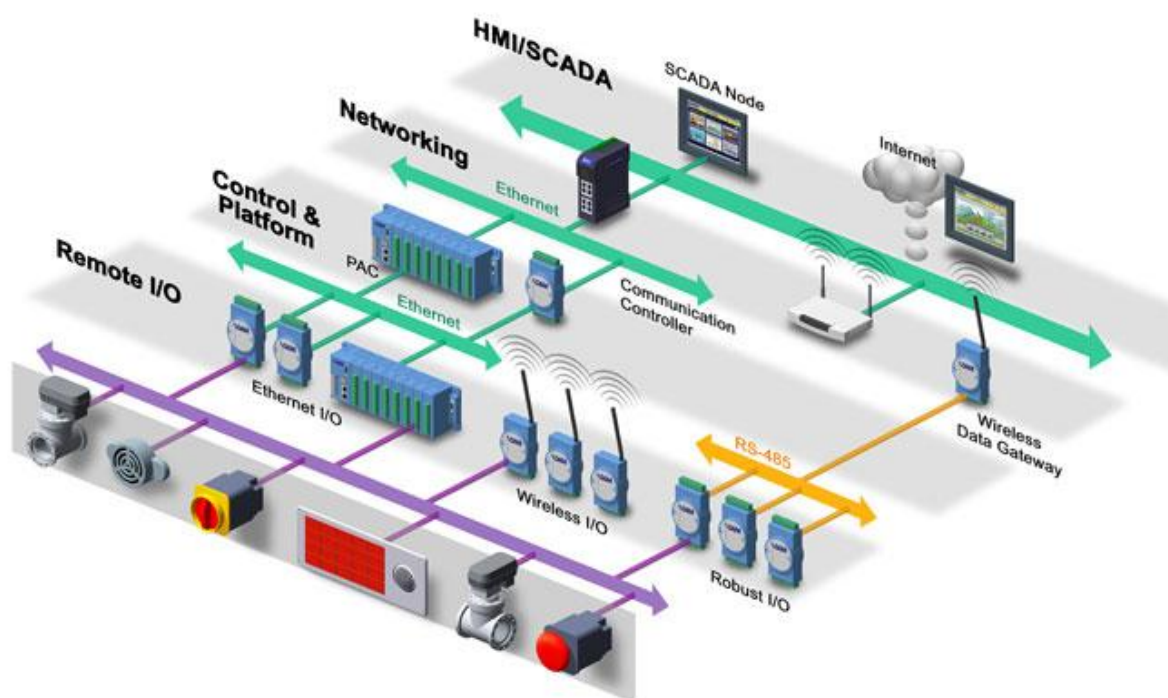 HMI/SCADA
SCADA Node
Networking
Internet
Ethernet
Control &
Platform
PAC
Communication
Controller
Remote I/O
Ethernet
Ethernet I/O
Wireless
Data Gateway
RS-485
Wireless I/O
Robust I/O